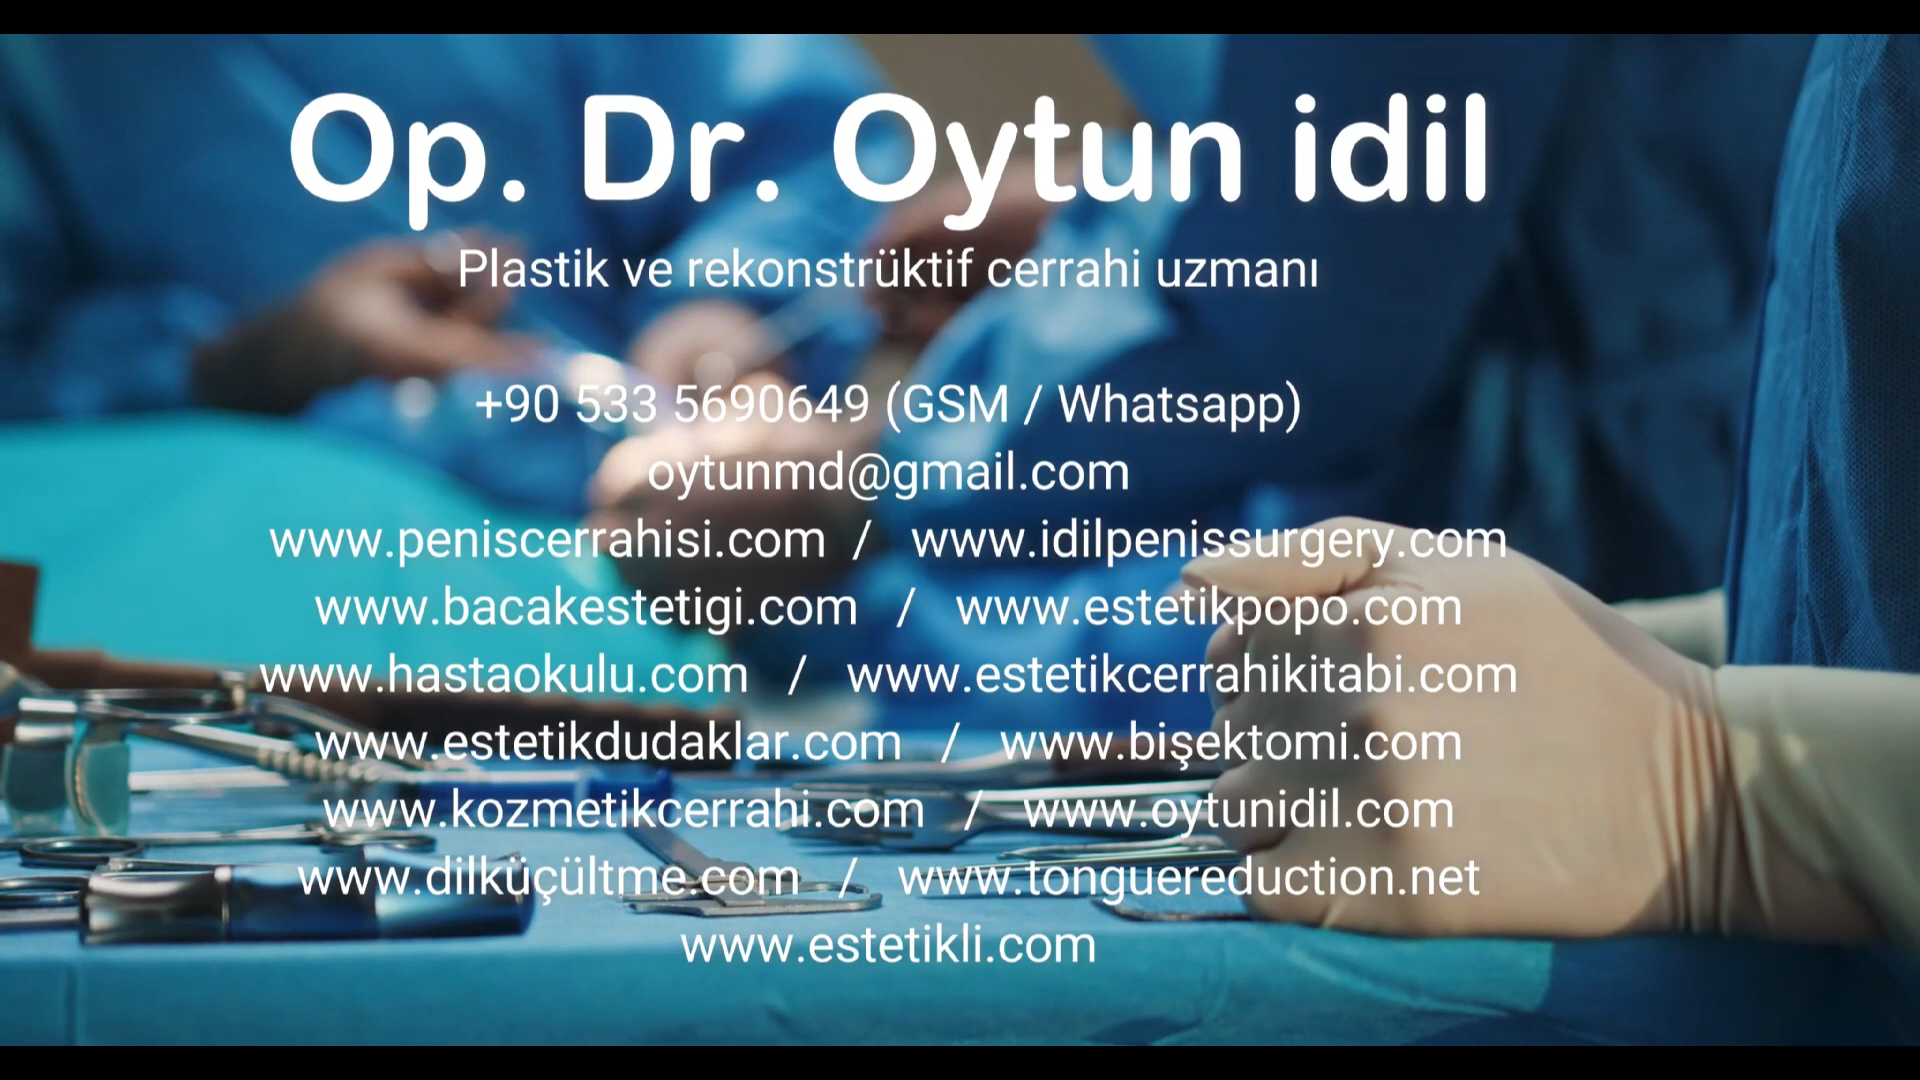 Op. Dr. Oytun idil
Plastik ve rekonstrüktif cerrahi uzmanı
+90 533 5690649 (GSM / Whatsapp)
oytunmd@gmail.com
www.peniscerrahisi.com / www.idilpenissurgery.com
www.bacakestetigi.com / www.estetikpopo.com
www.hastaokulu.com / www.estetikcerrahikitabi.com
www.estetikdudaklar.com / www.bişektomi.com
www.kozmetikcerrahi.com / www.oytunidil.com
www.dilküçültme.com / www.tonguereduction.net
www.estetikli.com